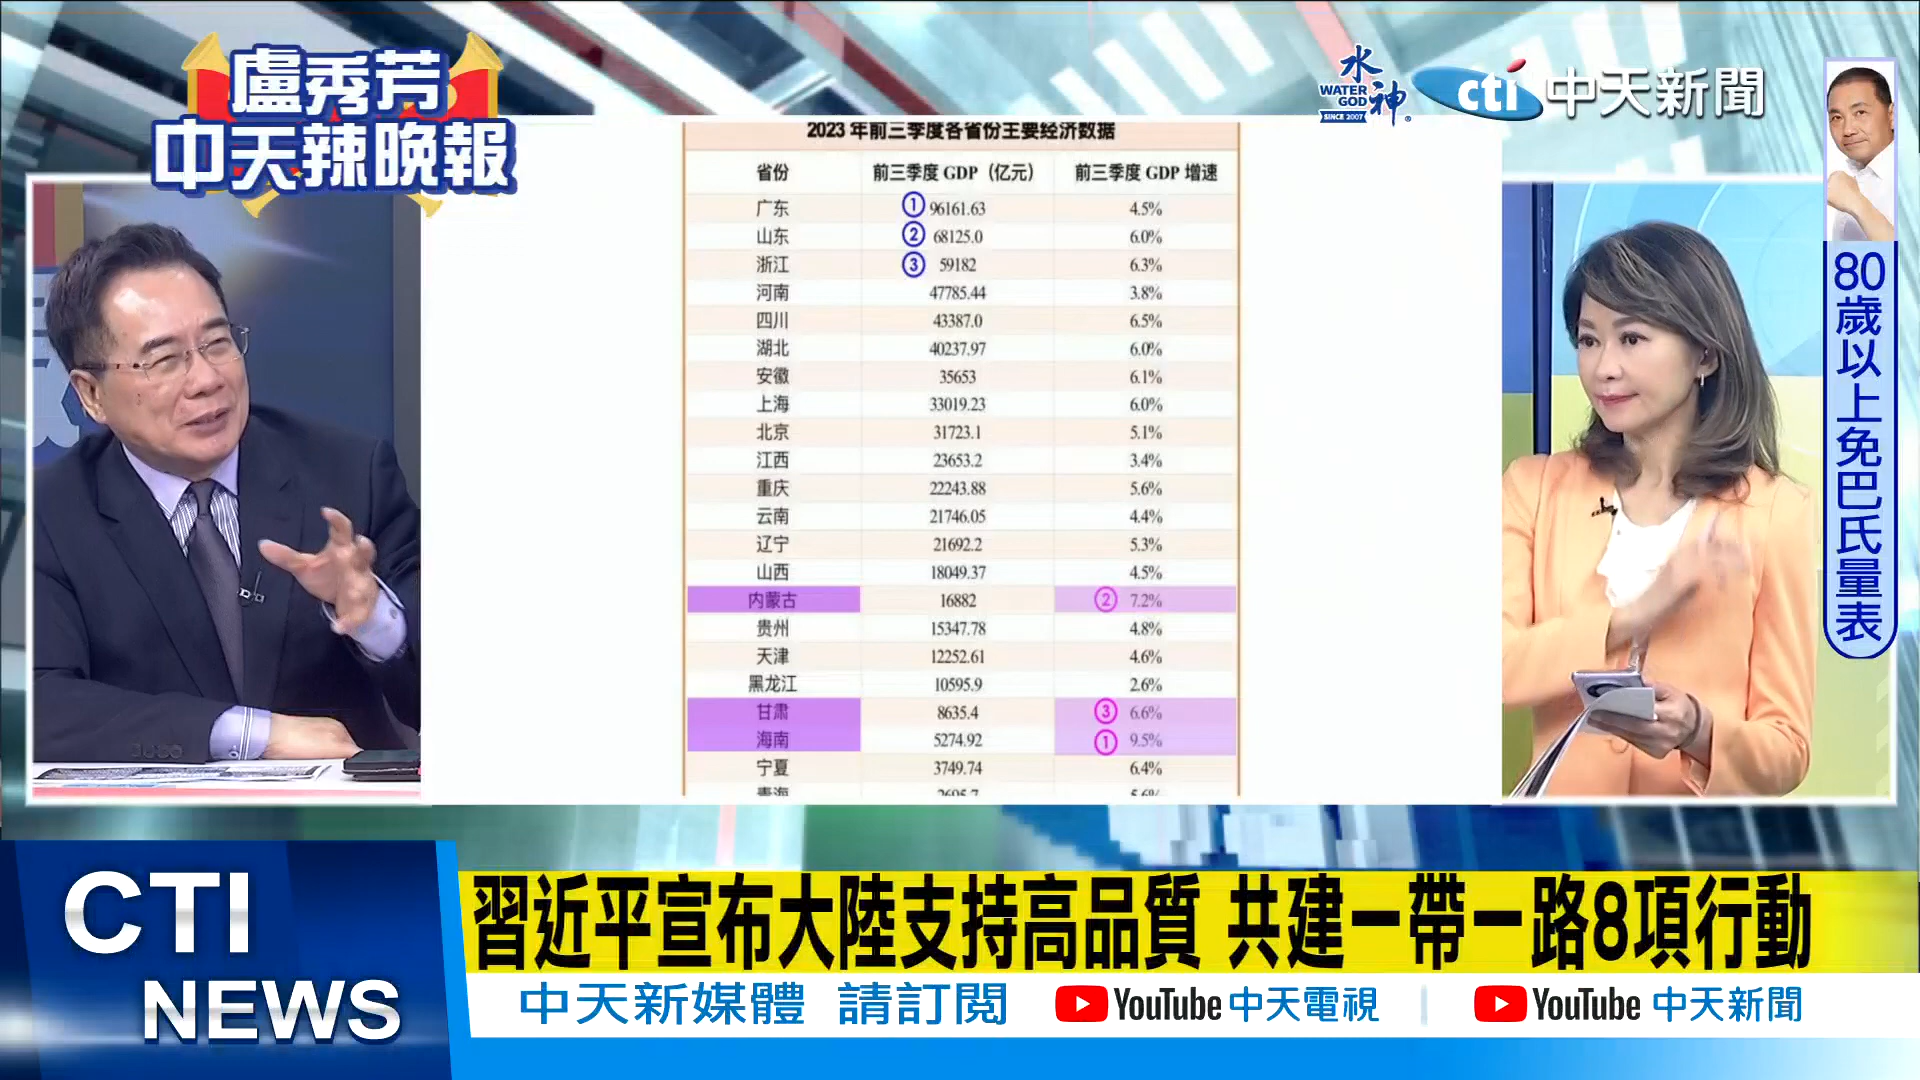 盧秀芳
中天辣晚報
水神
WATER GOD
SINCE 2007
cti 中天新聞
80歲以上免巴氏量表
2023 年前三季度各省份主要经济数据
省份 前三季度 GDP（亿元） 前三季度 GDP 增速
广东 ① 96161.63 4.5%
山东 ② 68125.0 6.0%
浙江 ③ 59182 6.3%
河南 47785.44 3.8%
四川 43387.0 6.5%
湖北 40237.97 6.0%
安徽 35653 6.1%
上海 33019.23 6.0%
北京 31723.1 5.1%
江西 23653.2 3.4%
重庆 22243.88 5.6%
云南 21746.05 4.4%
辽宁 21692.2 5.3%
山西 18049.37 4.5%
内蒙古 16882 ② 7.2%
贵州 15347.78 4.8%
天津 12252.61 4.6%
黑龙江 10595.9 2.6%
甘肃 8635.4 ③ 6.6%
海南 5274.92 ① 9.5%
宁夏 3749.74 6.4%
青海 2695.7 5.6%
CTI
NEWS
習近平宣布大陸支持高品質 共建一帶一路8項行動
中天新媒體 請訂閱 YouTube 中天電視 YouTube 中天新聞